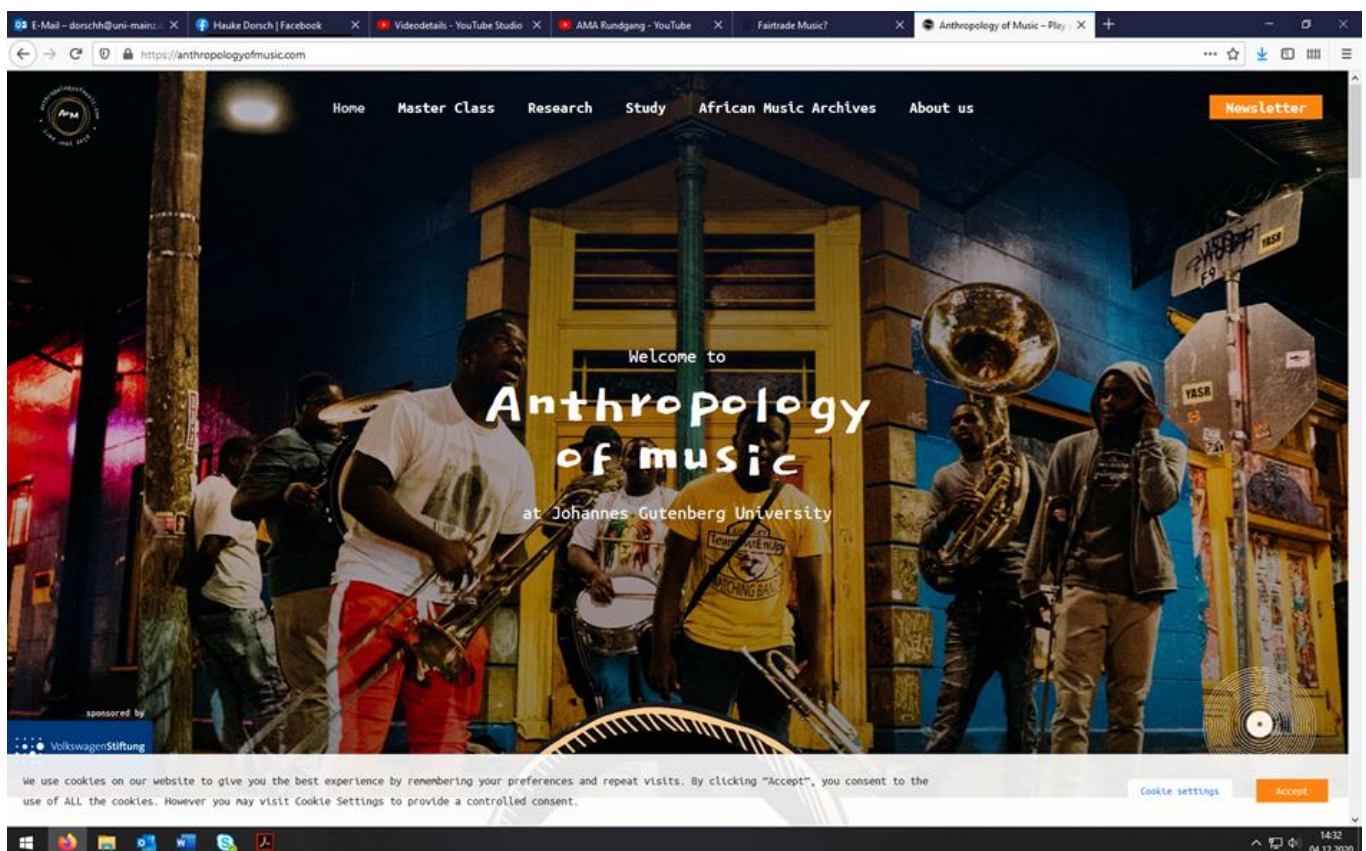 E-Mail – dorschh@uni-mainz.
Hauke Dorsch | Facebook
Videodetails - YouTube Studio
AMA Rundgang - YouTube
Fairtrade Music?
Anthropology of Music – Play
https://anthropologyofmusic.com
AoM
Home
Master Class
Research
Study
African Music Archives
About us
Newsletter
F9
YASR
YASR
Welcome to
Anthropology
of music
at Johannes Gutenberg University
sponsored by
VolkswagenStiftung
We use cookies on our website to give you the best experience by remembering your preferences and repeat visits. By clicking “Accept”, you consent to the
use of ALL the cookies. However you may visit Cookie Settings to provide a controlled consent.
Cookie settings
Accept
14:32
04.12.2020